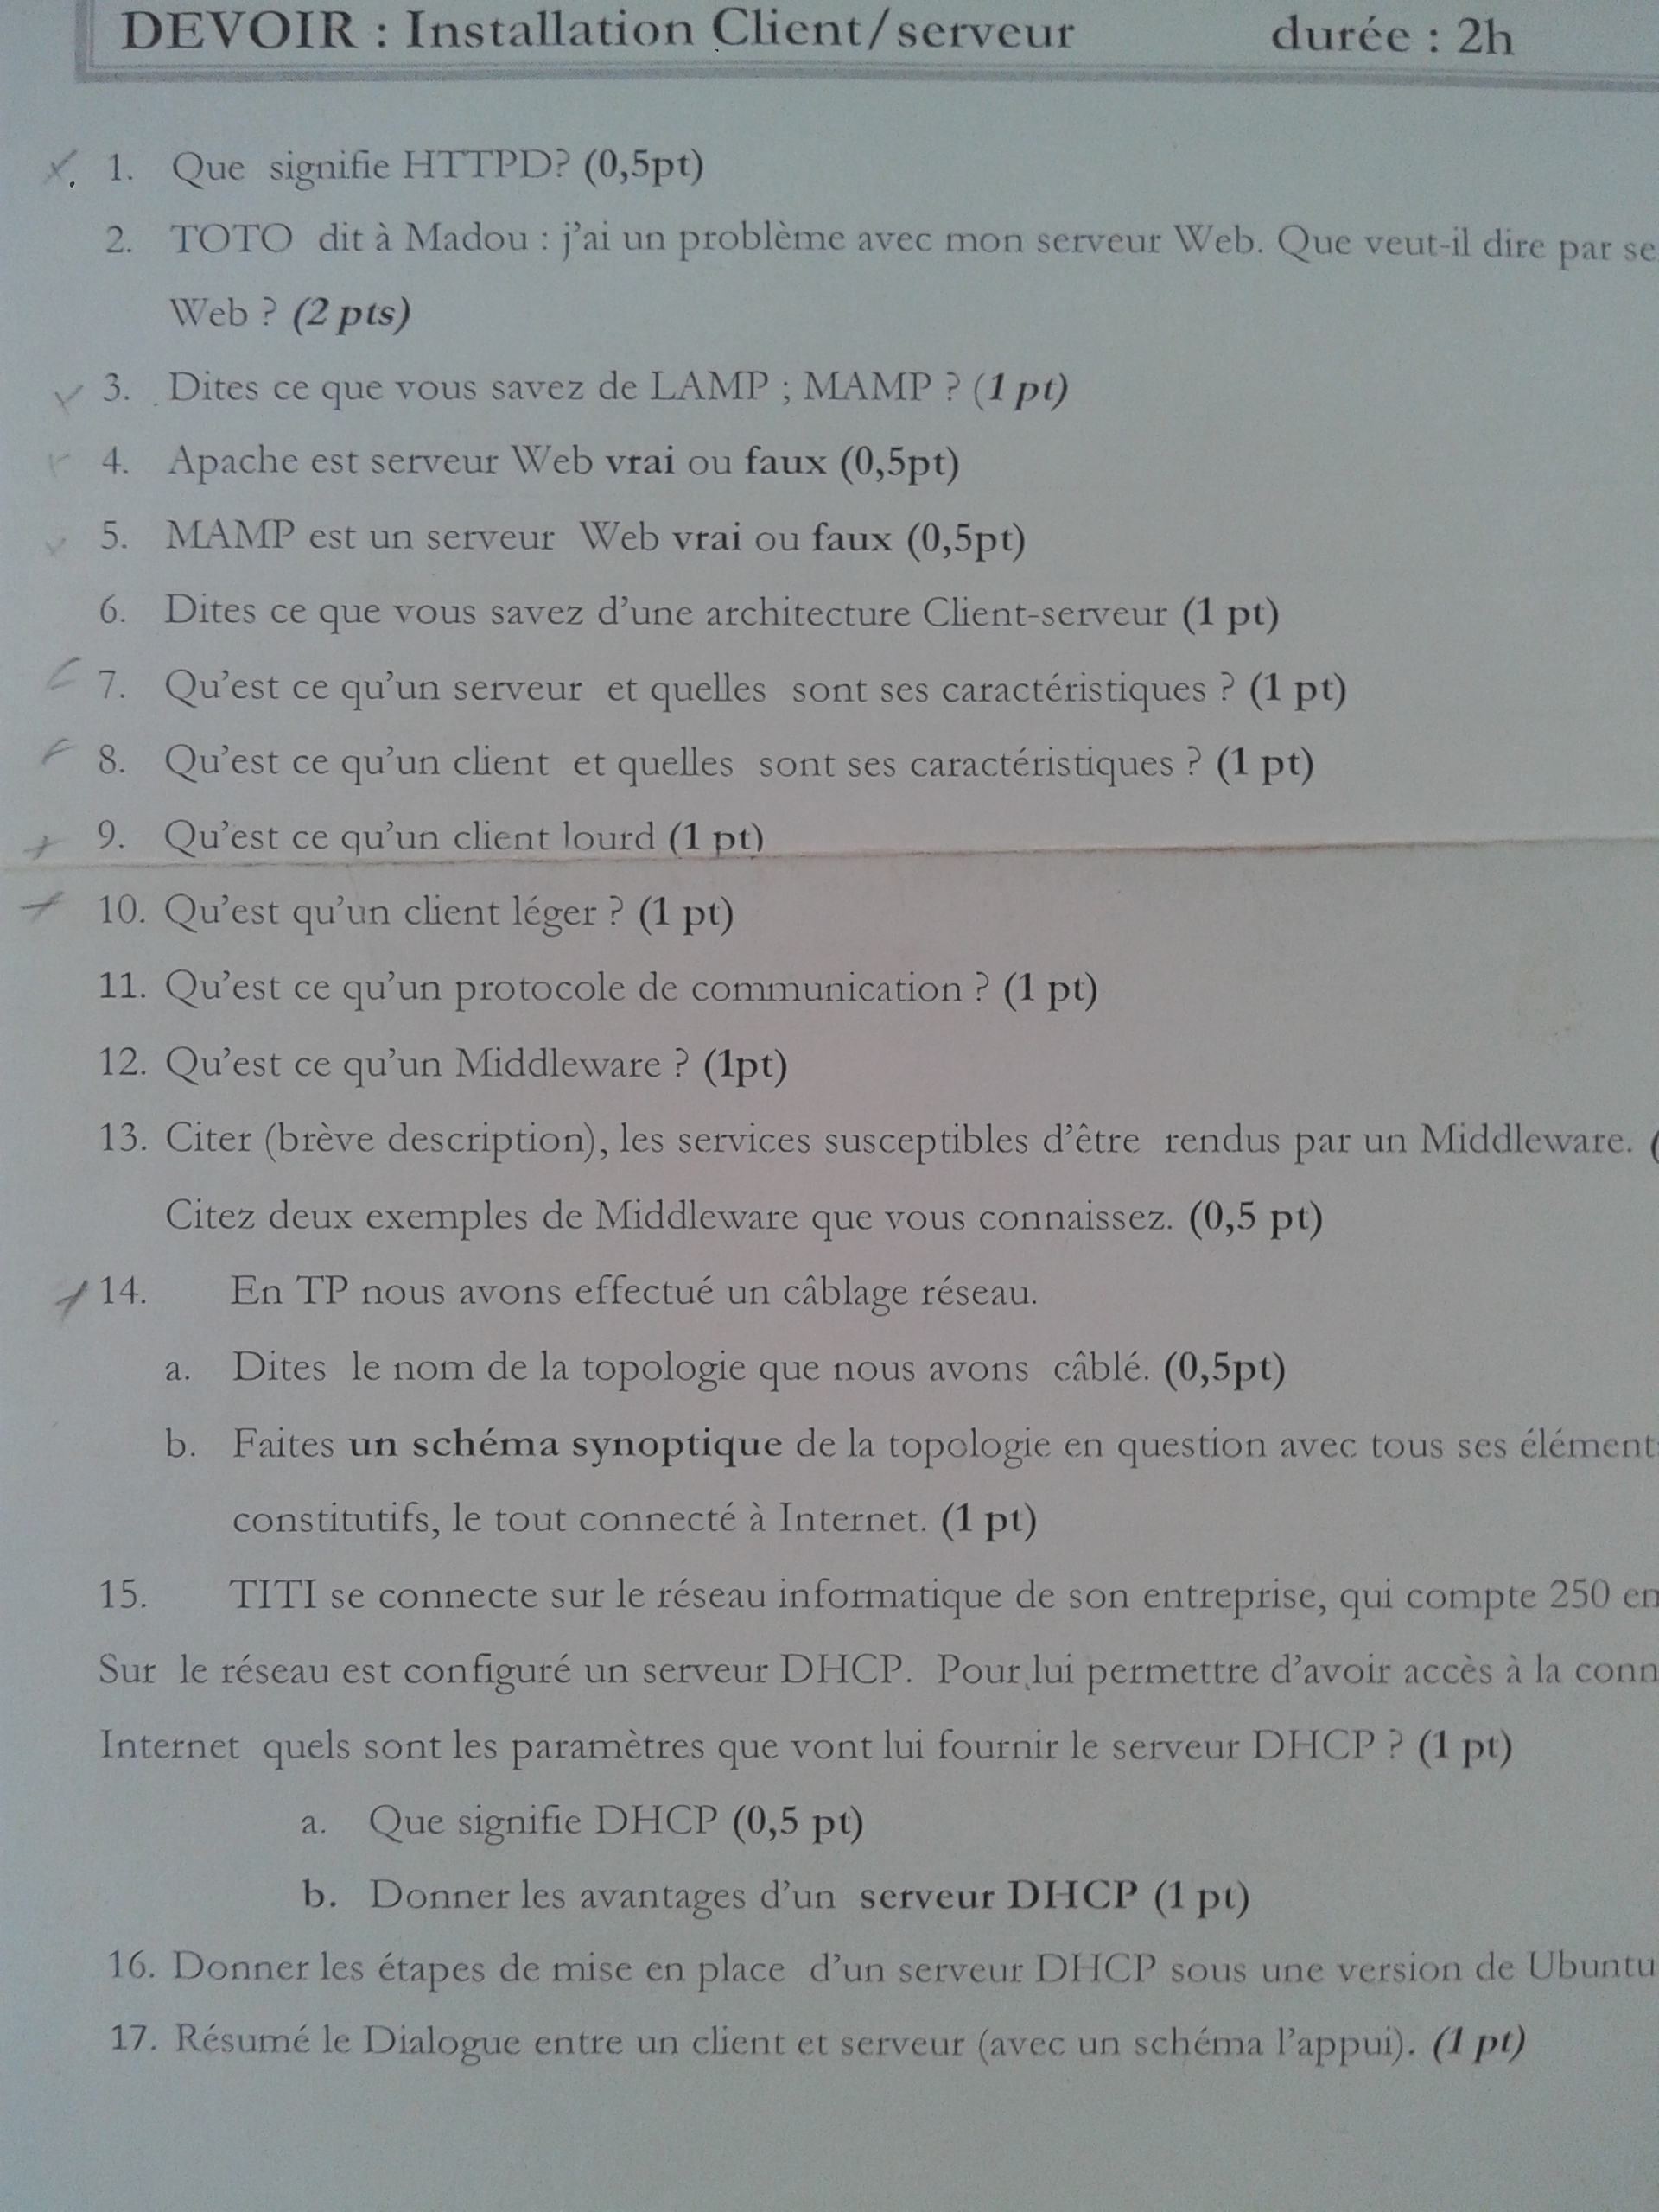 DEVOIR : Installation Client/serveur durée : 2h
1. Que signifie HTTPD? (0,5pt)
2. TOTO dit à Madou : j'ai un problème avec mon serveur Web. Que veut-il dire par se
Web ? (2 pts)
3. Dites ce que vous savez de LAMP ; MAMP ? (1 pt)
4. Apache est serveur Web vrai ou faux (0,5pt)
5. MAMP est un serveur Web vrai ou faux (0,5pt)
6. Dites ce que vous savez d'une architecture Client-serveur (1 pt)
7. Qu'est ce qu'un serveur et quelles sont ses caractéristiques ? (1 pt)
8. Qu'est ce qu'un client et quelles sont ses caractéristiques ? (1 pt)
9. Qu'est ce qu'un client lourd (1 pt)
10. Qu'est qu'un client léger ? (1 pt)
11. Qu'est ce qu'un protocole de communication ? (1 pt)
12. Qu'est ce qu'un Middleware ? (1pt)
13. Citer (brève description), les services susceptibles d'être rendus par un Middleware. (
Citez deux exemples de Middleware que vous connaissez. (0,5 pt)
14. En TP nous avons effectué un câblage réseau.
a. Dites le nom de la topologie que nous avons câblé. (0,5pt)
b. Faites un schéma synoptique de la topologie en question avec tous ses élément
constitutifs, le tout connecté à Internet. (1 pt)
15. TITI se connecte sur le réseau informatique de son entreprise, qui compte 250 en
Sur le réseau est configuré un serveur DHCP. Pour lui permettre d'avoir accès à la conn
Internet quels sont les paramètres que vont lui fournir le serveur DHCP ? (1 pt)
a. Que signifie DHCP (0,5 pt)
b. Donner les avantages d'un serveur DHCP (1 pt)
16. Donner les étapes de mise en place d'un serveur DHCP sous une version de Ubuntu
17. Résumé le Dialogue entre un client et serveur (avec un schéma l'appui). (1 pt)